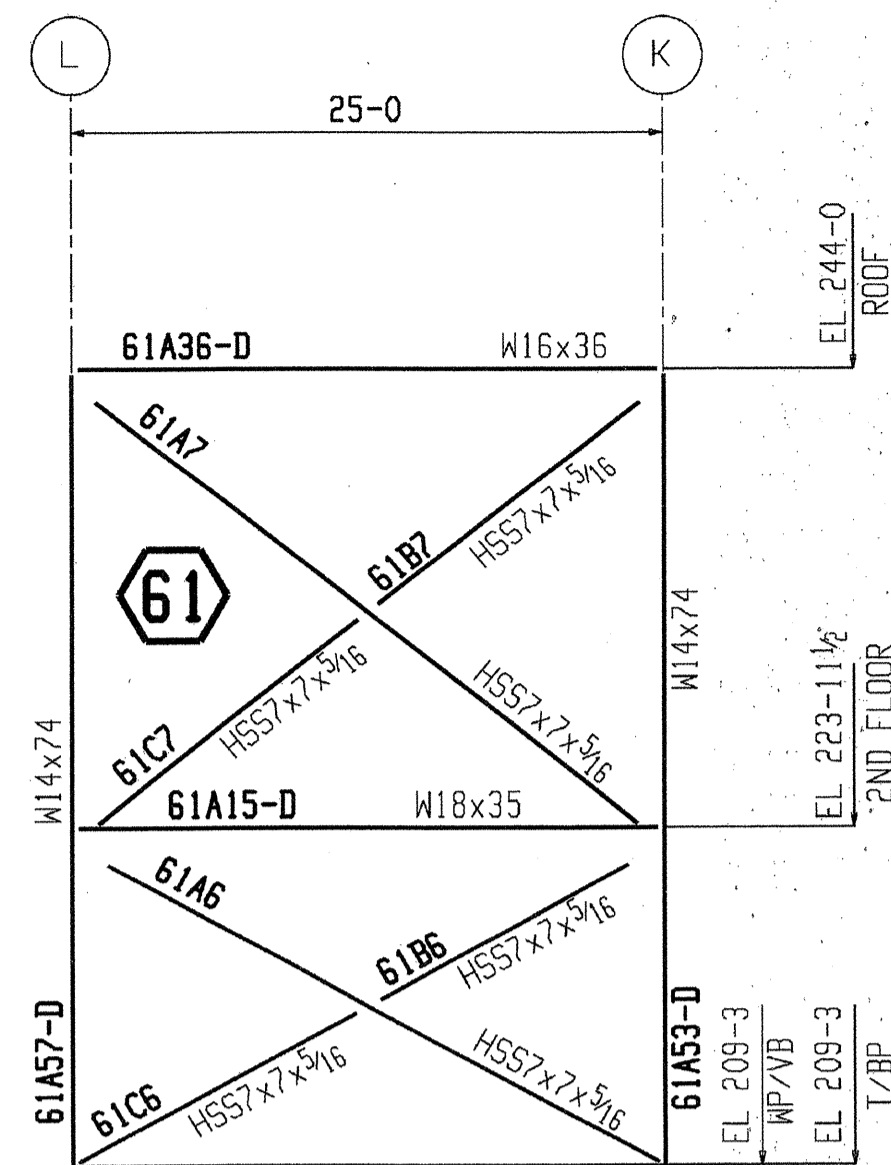 L
K
25-0
EL 244-0
ROOF
61A36-D
W16x36
61A7
HSS7x7x5/16
61B7
61
W14x74
HSS7x7x5/16
HSS7x7x5/16
EL 223-11½
2ND FLOOR
W14x74
61C7
61A15-D
W18x35
61A6
61B6
HSS7x7x5/16
61A57-D
61A53-D
EL 209-3
WP/VB
EL 209-3
T/BP
HSS7x7x5/16
HSS7x7x5/16
61C6